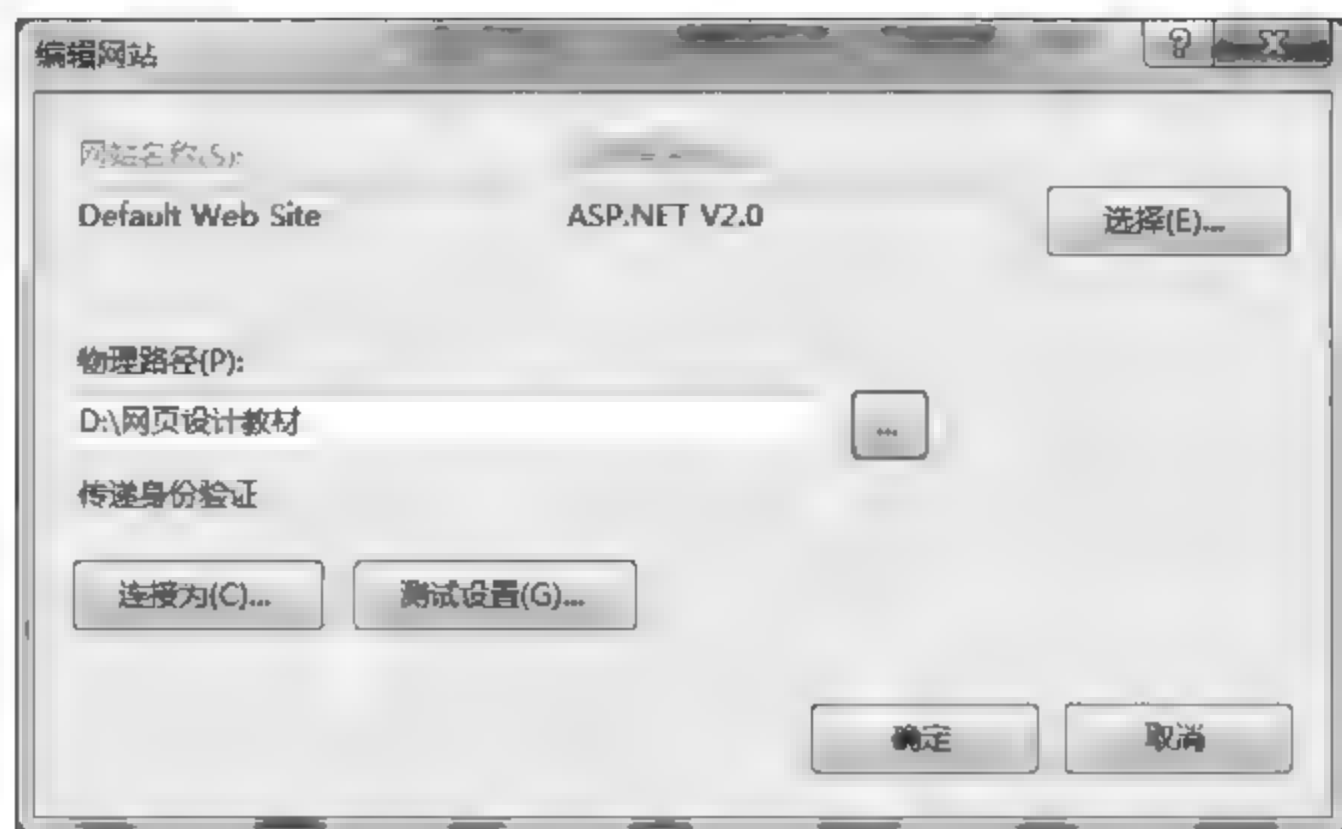 编辑网站
网站名称(S):
Default Web Site ASP.NET V2.0 选择(E)...
物理路径(P):
D:\网页设计教材 ...
传递身份验证
连接为(C)... 测试设置(G)...
确定 取消